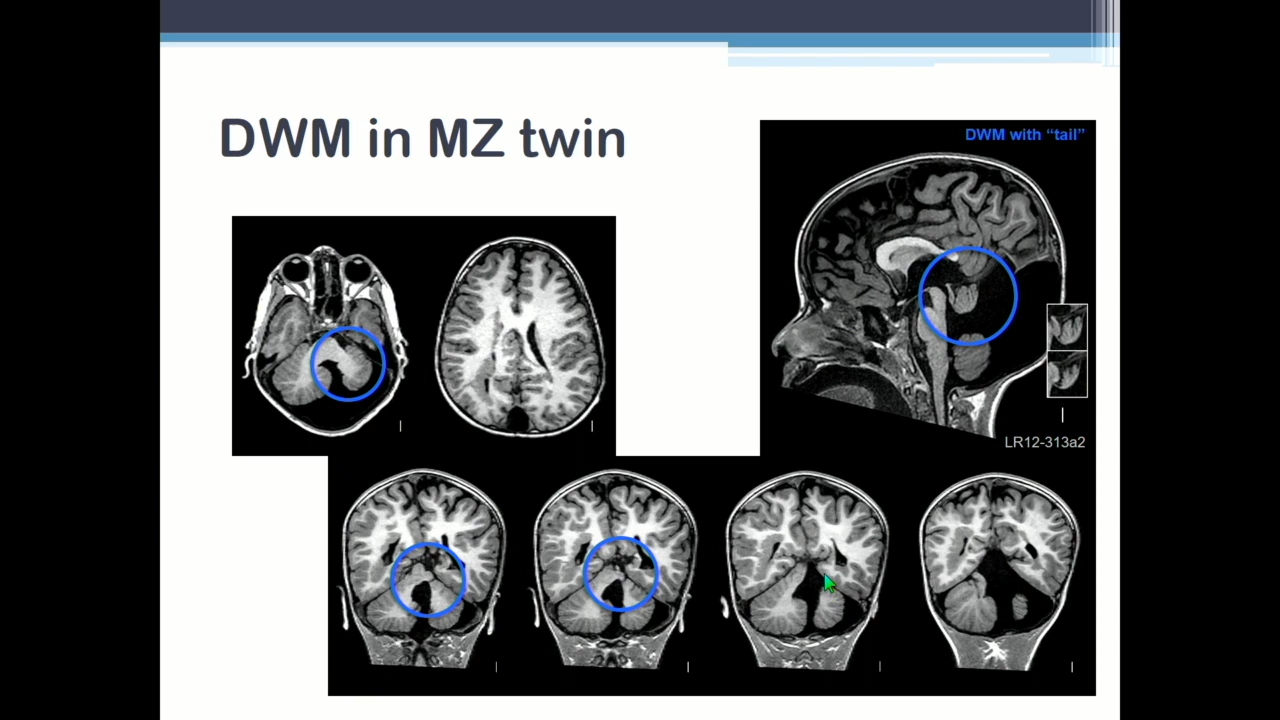 DWM in MZ twin
DWM with “tail”
LR12-313a2